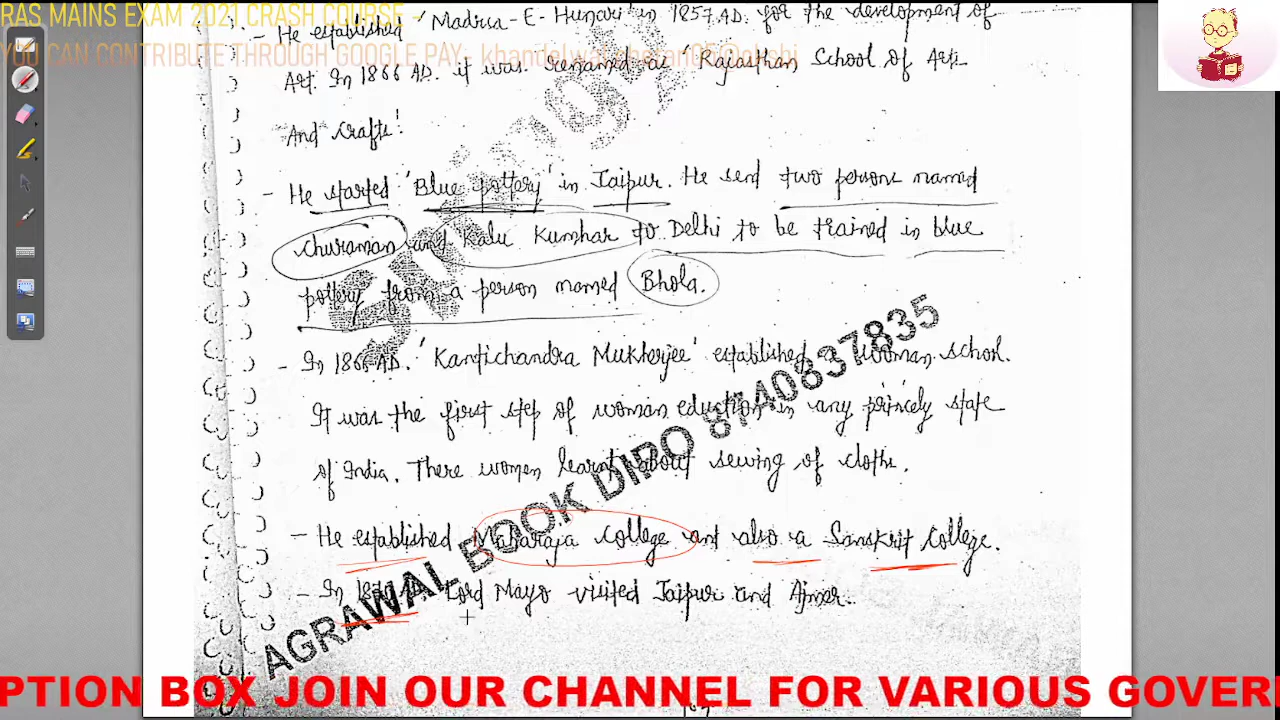 RAS MAINS EXAM 2021 CRASH COURSE -
YOU CAN CONTRIBUTE THROUGH GOOGLE PAY-
- He established 'Madrsa-E-Hunari in 1857 AD. for the development of
Art. In 1866 AD. it was renamed as 'Rajasthan School of Arts
And Crafts'.
- He started 'Blue pottery' in Jaipur. He send two persons named
Churaman and Kalu Kumhar to Delhi to be trained in blue
pottery from a person named Bhola.
- In 1866 AD. 'Kantichandra Mukherjee' established a woman school.
It was the first step of woman eduction in any princely state
of India. There women learnt about sewing of cloths.
- He established Maharaja College and also a Sanskrit College.
- In AD. Lord Mayo visited Jaipur and Ajmer.
AGRAWAL BOOK DIPO 8740837835
PTION BOX JOIN OUR CHANNEL FOR VARIOUS GOVER